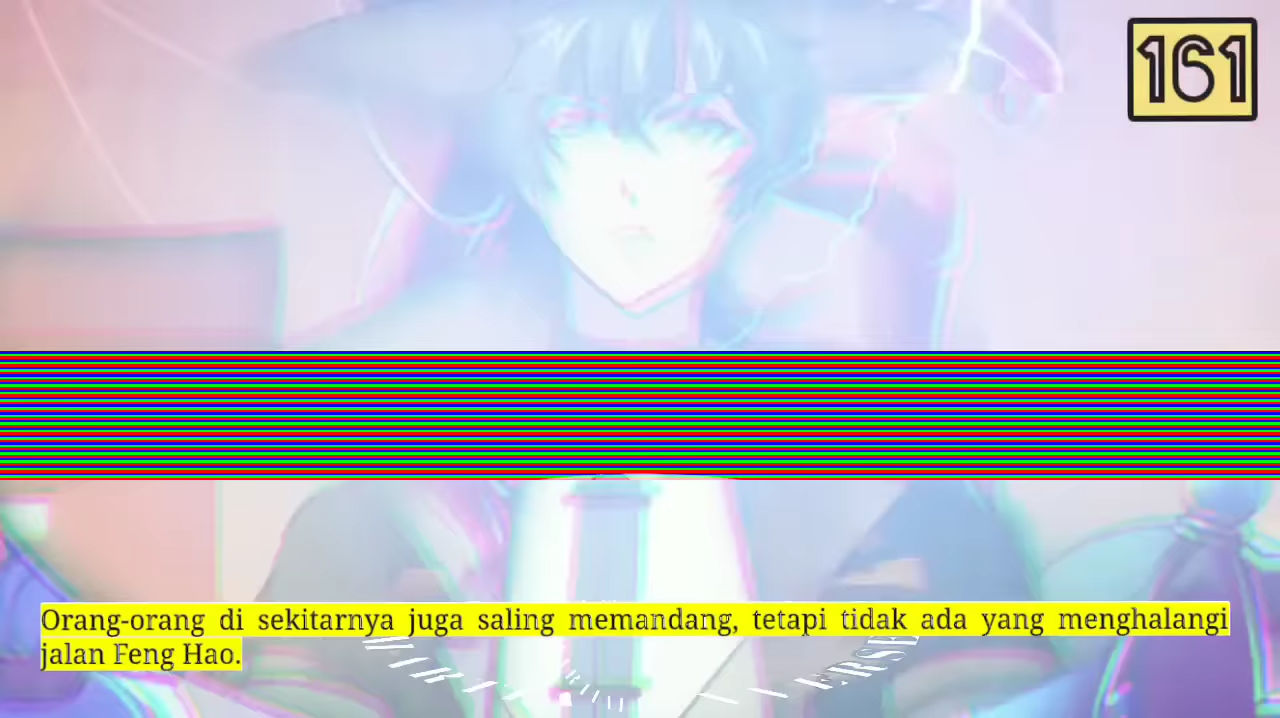 161
Orang-orang di sekitarnya juga saling memandang, tetapi tidak ada yang menghalangi
jalan Feng Hao.